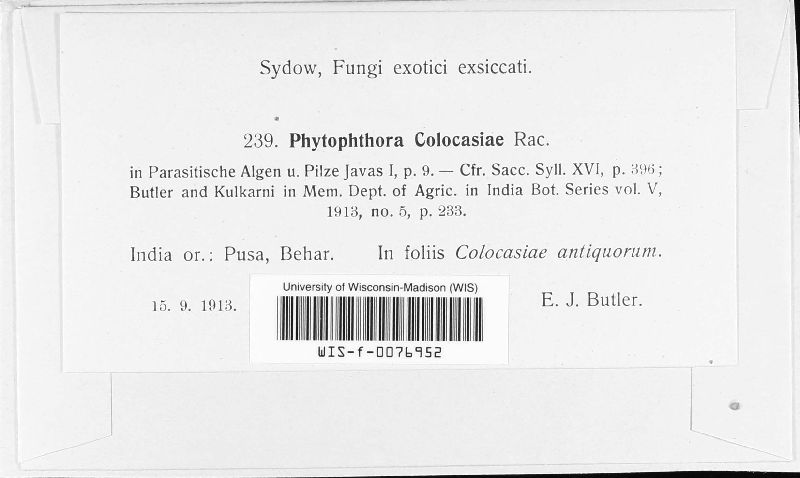 Sydow, Fungi exotici exsiccati.
239. Phytophthora Colocasiae Rac.
in Parasitische Algen u. Pilze Javas I, p. 9. — Cfr. Sacc. Syll. XVI, p. 396;
Butler and Kulkarni in Mem. Dept. of Agric. in India Bot. Series vol. V,
1913, no. 5, p. 233.
India or.: Pusa, Behar. In foliis Colocasiae antiquorum.
15. 9. 1913. E. J. Butler.
University of Wisconsin-Madison (WIS)
WIS-f-0076952